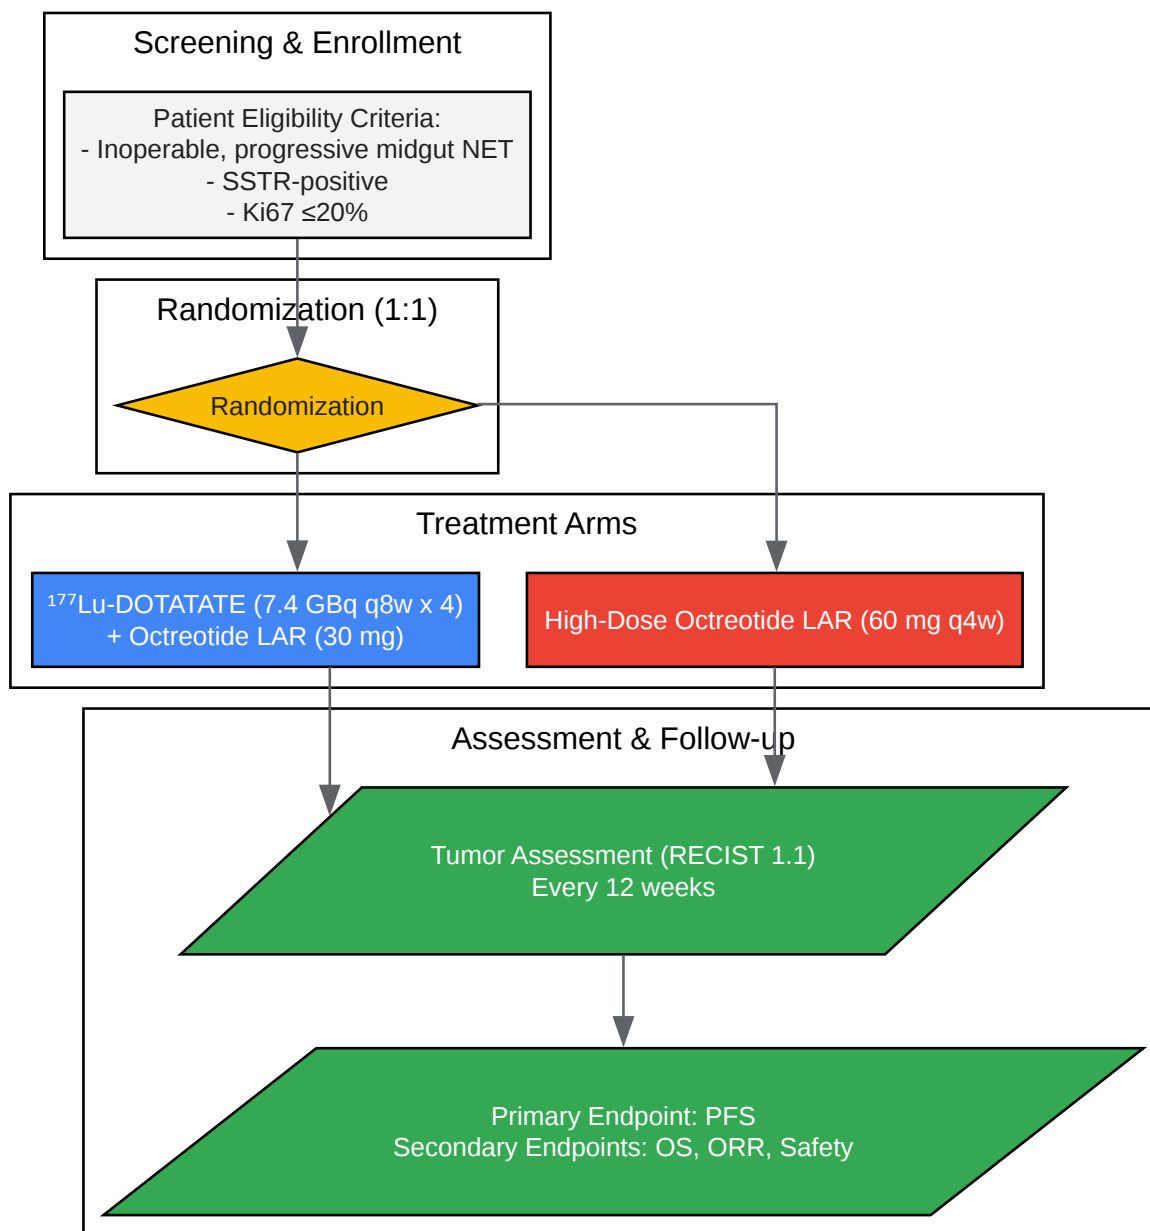 Screening & Enrollment
Patient Eligibility Criteria:
- Inoperable, progressive midgut NET
- SSTR-positive
- Ki67 ≤20%
Randomization (1:1)
Randomization
Treatment Arms
¹⁷⁷Lu-DOTATATE (7.4 GBq q8w x 4)
+ Octreotide LAR (30 mg)
High-Dose Octreotide LAR (60 mg q4w)
Assessment & Follow-up
Tumor Assessment (RECIST 1.1)
Every 12 weeks
Primary Endpoint: PFS
Secondary Endpoints: OS, ORR, Safety